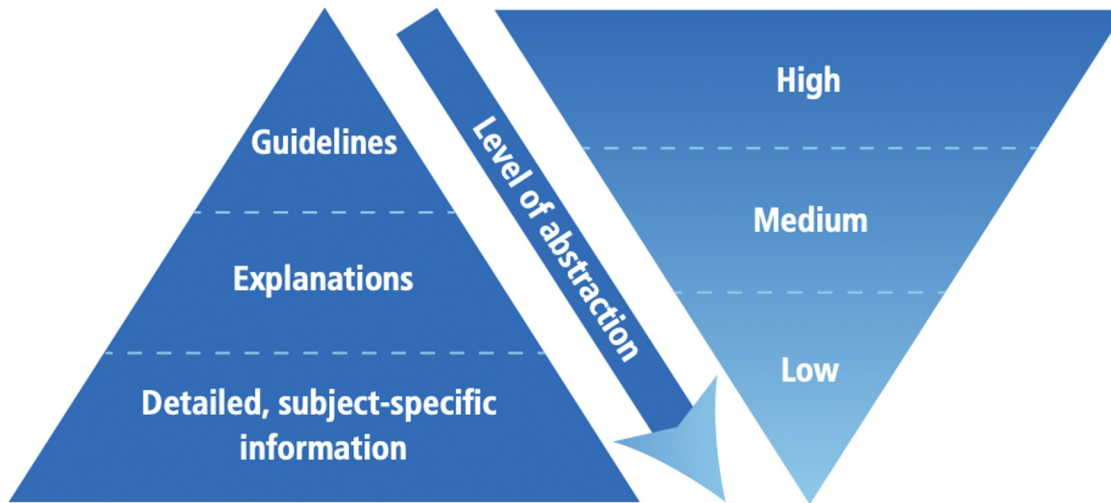 Guidelines
Explanations
Detailed, subject-specific
information
Level of abstraction
High
Medium
Low